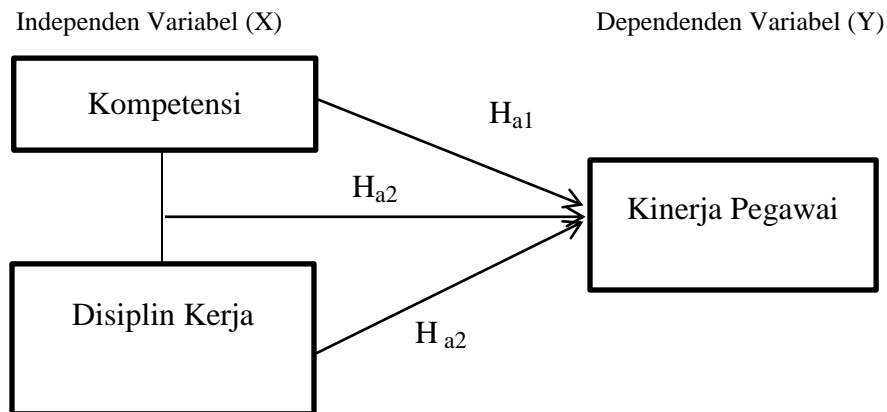 Independen Variabel (X)
Dependenden Variabel (Y)
Kompetensi
Ha1
Ha2
Kinerja Pegawai
Disiplin Kerja
H a2